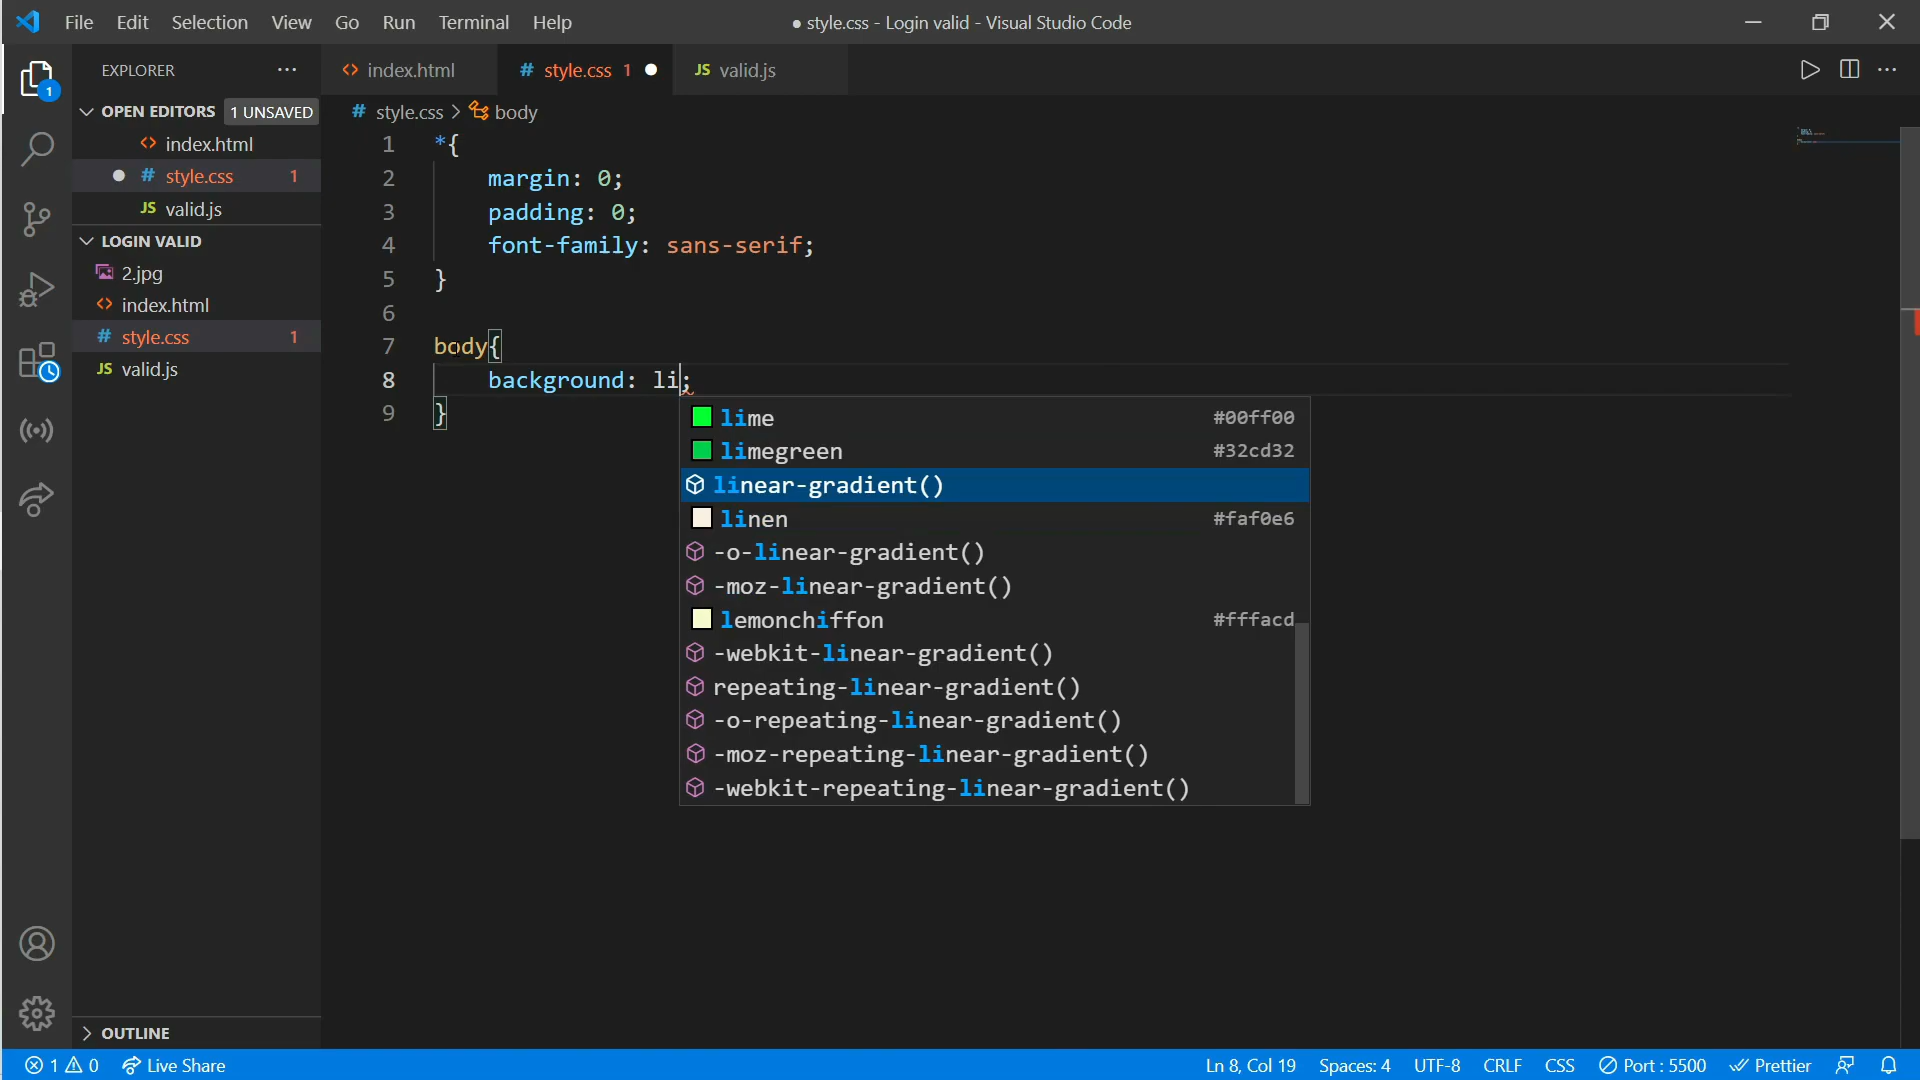 File Edit Selection View Go Run Terminal Help ● style.css - Login valid - Visual Studio Code
EXPLORER ···
<> index.html # style.css 1 ● JS valid.js
OPEN EDITORS 1 UNSAVED
<> index.html
● # style.css 1
JS valid.js
LOGIN VALID
2.jpg
<> index.html
# style.css 1
JS valid.js
OUTLINE
1
# style.css > body
1 *{
2 margin: 0;
3 padding: 0;
4 font-family: sans-serif;
5 }
6
7 body{
8 background: li;
9 }
lime #00ff00
limegreen #32cd32
linear-gradient()
linen #faf0e6
-o-linear-gradient()
-moz-linear-gradient()
lemonchiffon #fffacd
-webkit-linear-gradient()
repeating-linear-gradient()
-o-repeating-linear-gradient()
-moz-repeating-linear-gradient()
-webkit-repeating-linear-gradient()
1 0 Live Share Ln 8, Col 19 Spaces: 4 UTF-8 CRLF CSS Port : 5500 Prettier